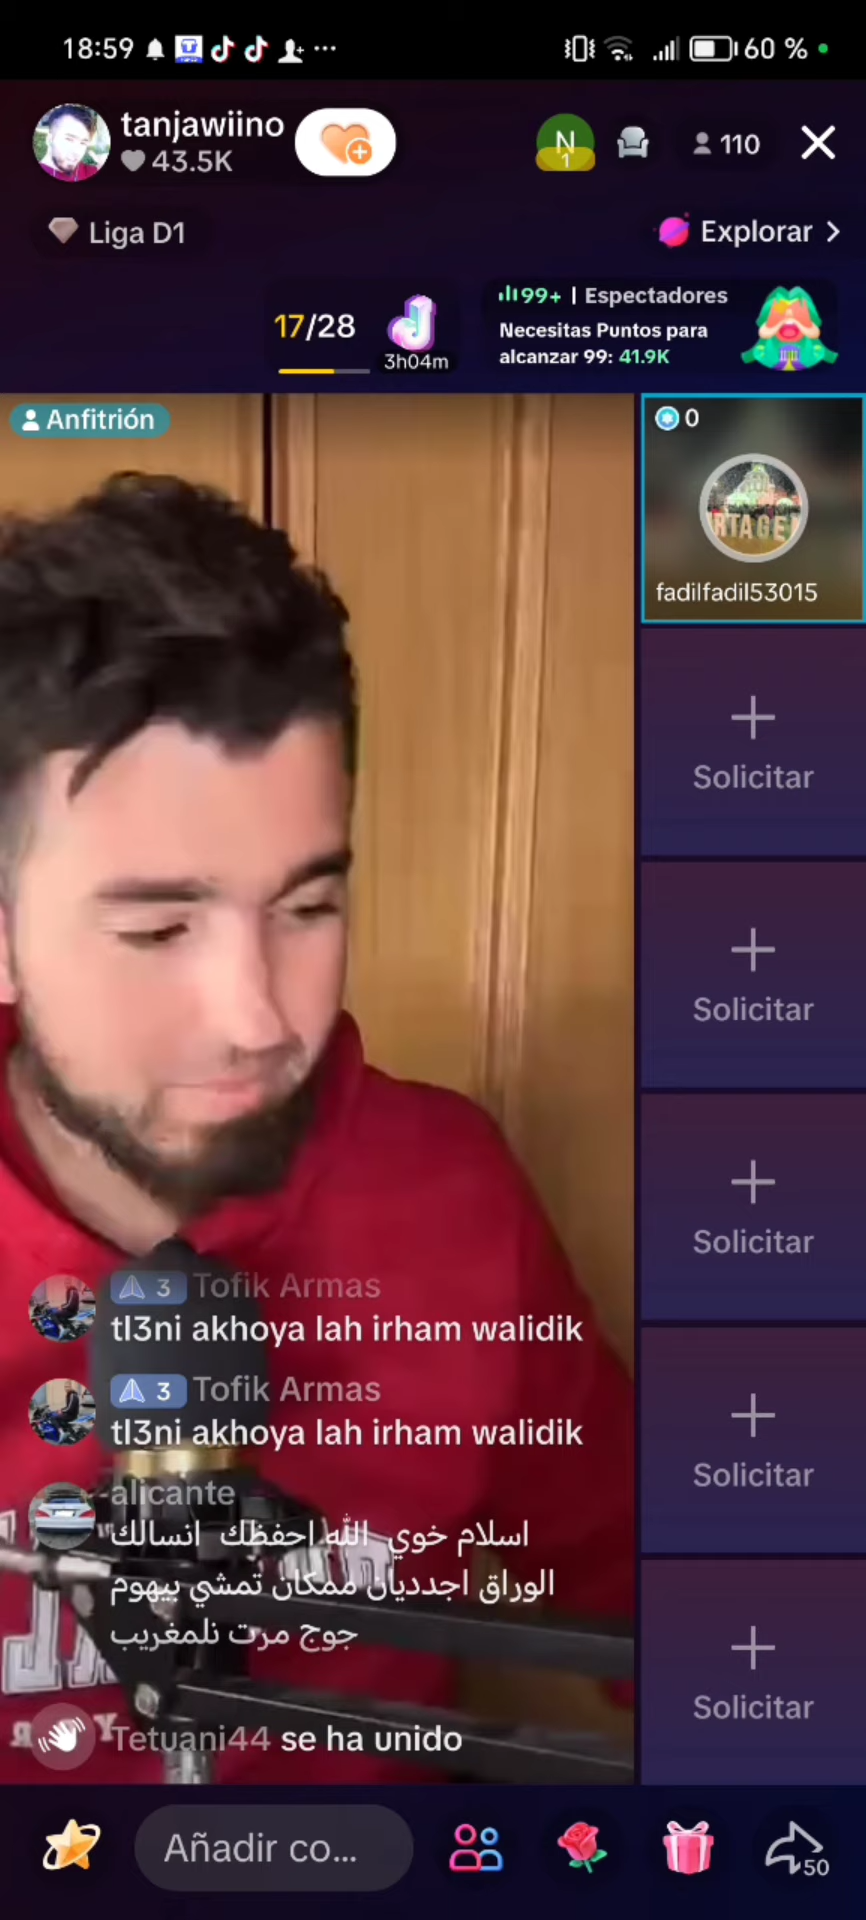 18:59
60 %
tanjawiino
43.5K
N
1
110
Liga D1
Explorar
17/28
3h04m
99+ | Espectadores
Necesitas Puntos para
alcanzar 99: 41.9K
Anfitrión
0
RTAGE
fadilfadil53015
Solicitar
Solicitar
Solicitar
Solicitar
Solicitar
3 Tofik Armas
tl3ni akhoya lah irham walidik
3 Tofik Armas
tl3ni akhoya lah irham walidik
alicante
اسلام خوي الله احفظك انسالك
الوراق اجدديان ممكان تمشي بيهوم
جوج مرت نلمغريب
Tetuani44 se ha unido
Añadir co...
50